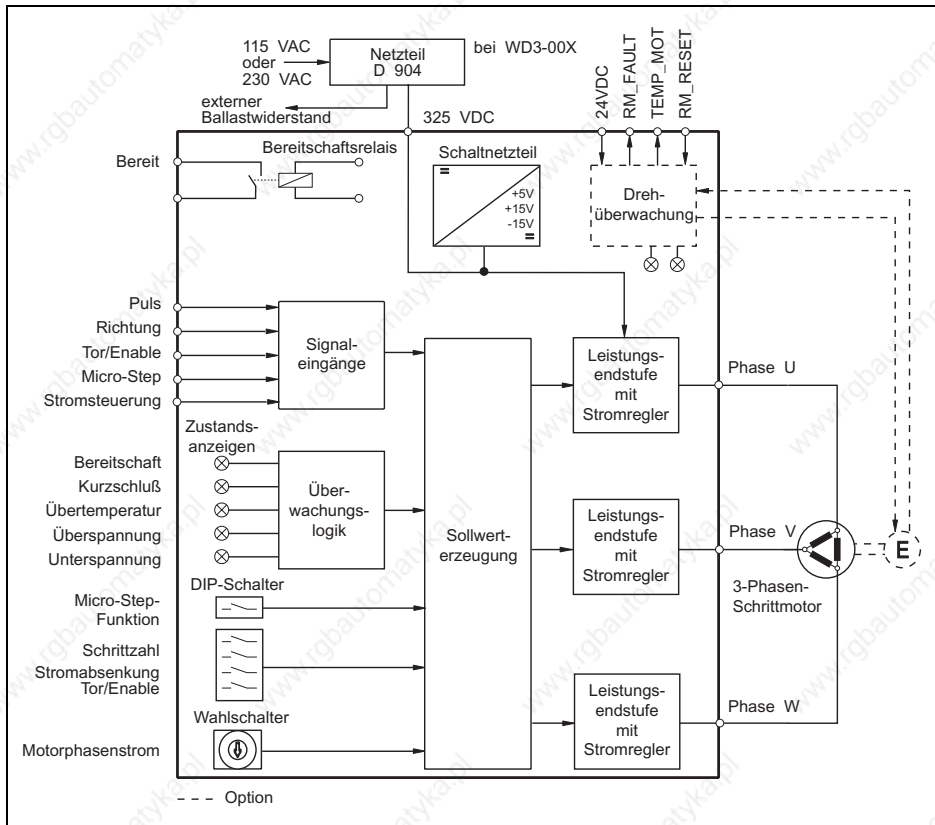 115 VAC
oder
230 VAC
Netzteil
D 904
bei WD3-00X
externer
Ballastwiderstand
325 VDC
24VDC
RM_FAULT
TEMP_MOT
RM_RESET
Bereit
Bereitschaftsrelais
Schaltnetzteil
=
+5V
+15V
-15V
=
Dreh-
überwachung
Puls
Richtung
Tor/Enable
Micro-Step
Stromsteuerung
Signal-
eingänge
Leistungs-
endstufe
mit
Stromregler
Phase U
Zustands-
anzeigen
Bereitschaft
Kurzschluß
Übertemperatur
Überspannung
Unterspannung
Über-
wachungs-
logik
Sollwert-
erzeugung
Leistungs-
endstufe
mit
Stromregler
Phase V
E
3-Phasen-
Schrittmotor
DIP-Schalter
Micro-Step-
Funktion
Schrittzahl
Stromabsenkung
Tor/Enable
Wahlschalter
Motorphasenstrom
Leistungs-
endstufe
mit
Stromregler
Phase W
--- Option
www.rgbautomatyka.pl